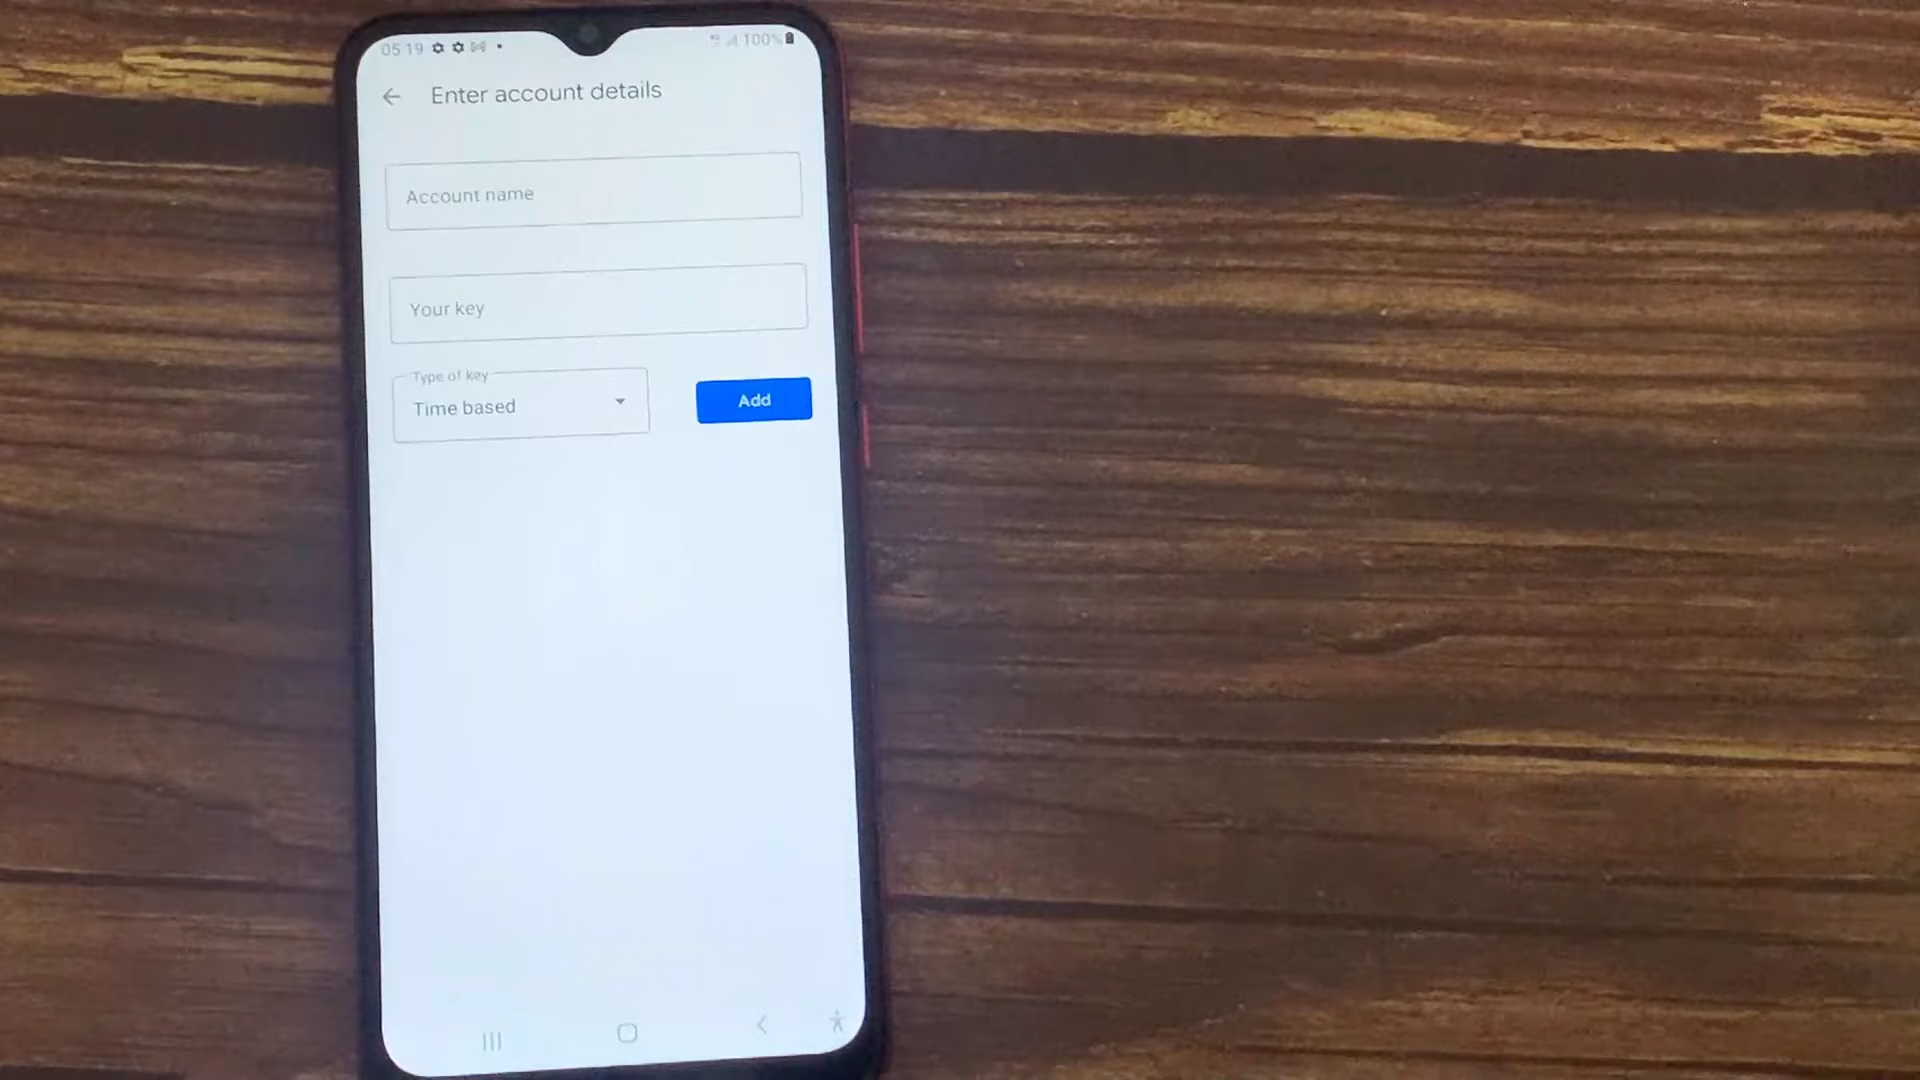 05 19
100%
Enter account details
Account name
Your key
Type of key
Time based
Add